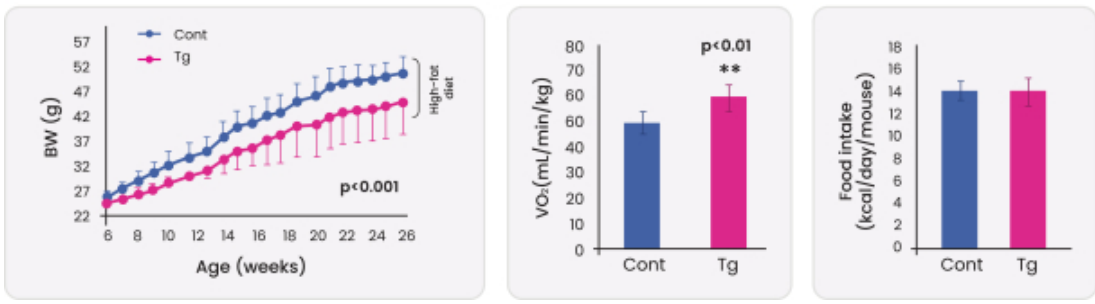 BW (g)
57
52
47
42
37
32
27
22
Cont
Tg
High-fat
diet
p<0.001
6 8 10 12 14 16 18 20 22 24 26
Age (weeks)
VO₂(mL/min/kg)
80
70
60
50
40
30
20
10
0
p<0.01
**
Cont Tg
Food intake
(kcal/day/mouse)
18
16
14
12
10
8
6
4
2
0
Cont Tg